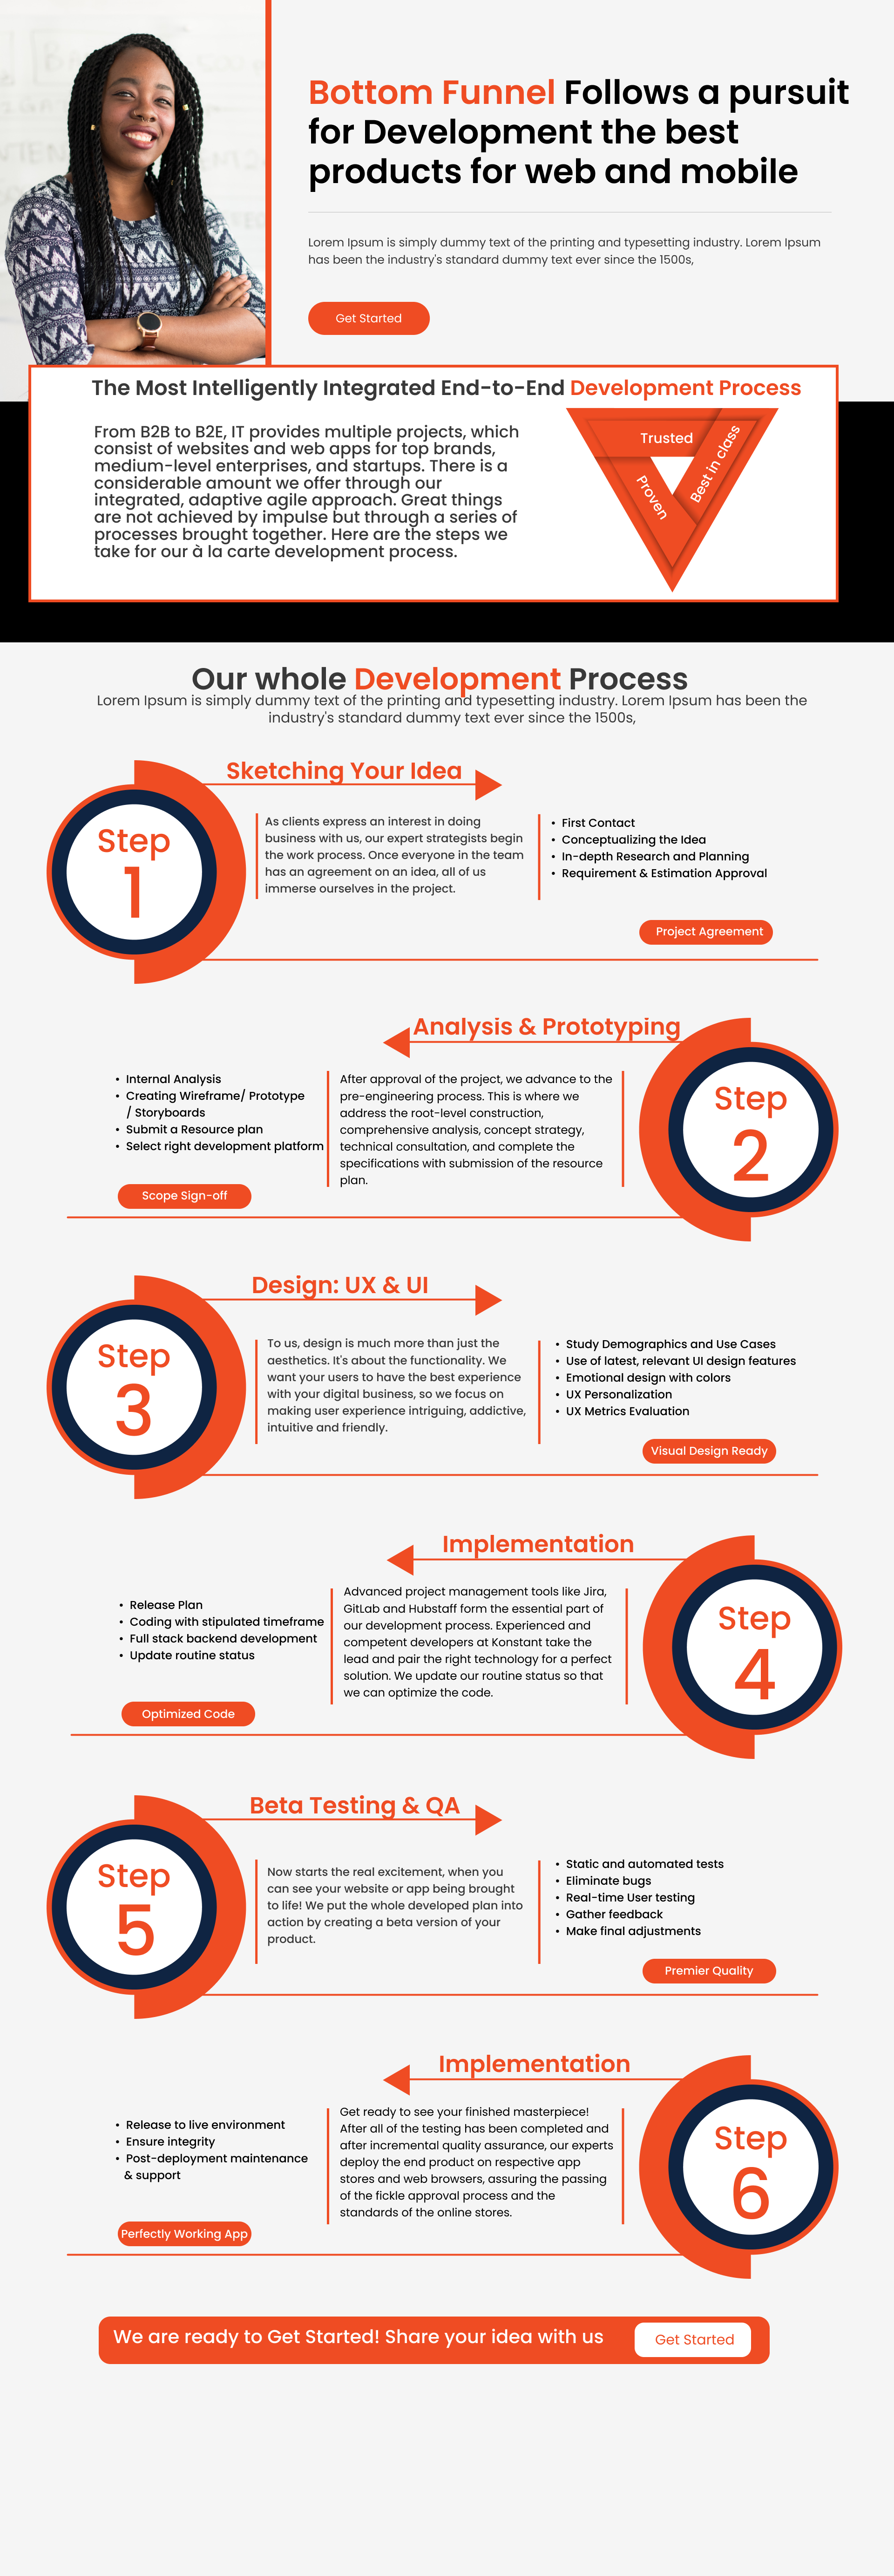 Bottom Funnel Follows a pursuit
for Development the best
products for web and mobile
Lorem Ipsum is simply dummy text of the printing and typesetting industry. Lorem Ipsum
has been the industry's standard dummy text ever since the 1500s,
Get Started
The Most Intelligently Integrated End-to-End Development Process
From B2B to B2E, IT provides multiple projects, which
consist of websites and web apps for top brands,
medium-level enterprises, and startups. There is a
considerable amount we offer through our
integrated, adaptive agile approach. Great things
are not achieved by impulse but through a series of
processes brought together. Here are the steps we
take for our à la carte development process.
Trusted
Best in class
Proven
Our whole Development Process
Lorem Ipsum is simply dummy text of the printing and typesetting industry. Lorem Ipsum has been the
industry's standard dummy text ever since the 1500s,
Sketching Your Idea
Step
1
As clients express an interest in doing
business with us, our expert strategists begin
the work process. Once everyone in the team
has an agreement on an idea, all of us
immerse ourselves in the project.
• First Contact
• Conceptualizing the Idea
• In-depth Research and Planning
• Requirement & Estimation Approval
Project Agreement
Analysis & Prototyping
• Internal Analysis
• Creating Wireframe/ Prototype
/ Storyboards
• Submit a Resource plan
• Select right development platform
Scope Sign-off
After approval of the project, we advance to the
pre-engineering process. This is where we
address the root-level construction,
comprehensive analysis, concept strategy,
technical consultation, and complete the
specifications with submission of the resource
plan.
Step
2
Design: UX & UI
Step
3
To us, design is much more than just the
aesthetics. It's about the functionality. We
want your users to have the best experience
with your digital business, so we focus on
making user experience intriguing, addictive,
intuitive and friendly.
• Study Demographics and Use Cases
• Use of latest, relevant UI design features
• Emotional design with colors
• UX Personalization
• UX Metrics Evaluation
Visual Design Ready
Implementation
• Release Plan
• Coding with stipulated timeframe
• Full stack backend development
• Update routine status
Optimized Code
Advanced project management tools like Jira,
GitLab and Hubstaff form the essential part of
our development process. Experienced and
competent developers at Konstant take the
lead and pair the right technology for a perfect
solution. We update our routine status so that
we can optimize the code.
Step
4
Beta Testing & QA
Step
5
Now starts the real excitement, when you
can see your website or app being brought
to life! We put the whole developed plan into
action by creating a beta version of your
product.
• Static and automated tests
• Eliminate bugs
• Real-time User testing
• Gather feedback
• Make final adjustments
Premier Quality
Implementation
• Release to live environment
• Ensure integrity
• Post-deployment maintenance
& support
Perfectly Working App
Get ready to see your finished masterpiece!
After all of the testing has been completed and
after incremental quality assurance, our experts
deploy the end product on respective app
stores and web browsers, assuring the passing
of the fickle approval process and the
standards of the online stores.
Step
6
We are ready to Get Started! Share your idea with us
Get Started